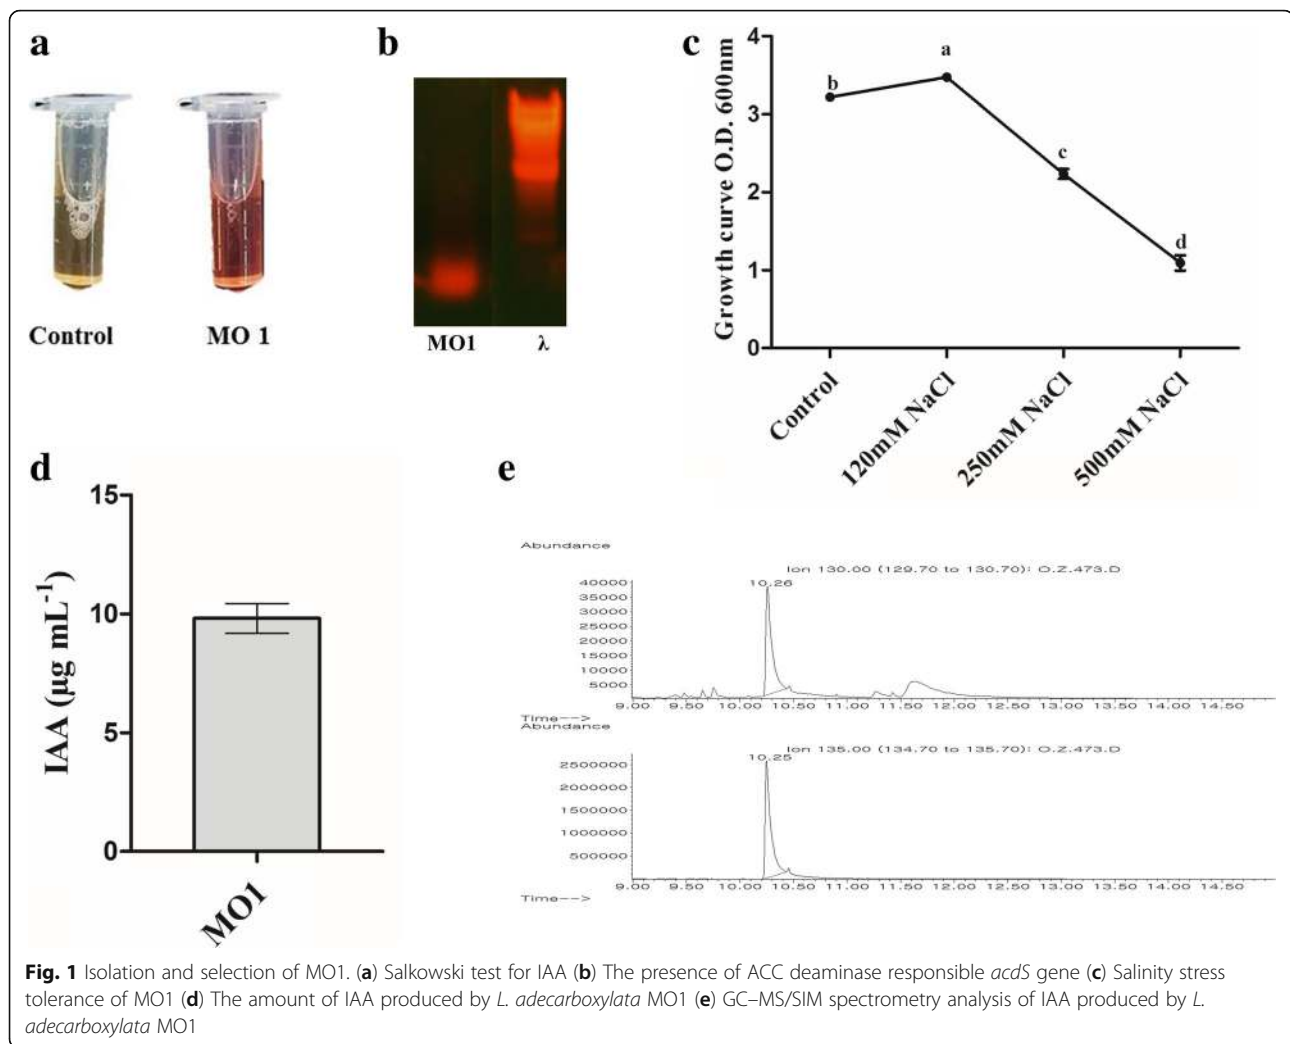 a
Control
MO 1
b
MO1
λ
c
Growth curve O.D. 600nm
4
3
2
1
0
b
a
c
d
Control
120mM NaCl
250mM NaCl
500mM NaCl
d
IAA (µg mL⁻¹)
15
10
5
0
MO1
e
Abundance
Ion 130.00 (129.70 to 130.70): O.Z.473.D
10.26
40000
35000
30000
25000
20000
15000
10000
5000
9.00 9.50 10.00 10.50 11.00 11.50 12.00 12.50 13.00 13.50 14.00 14.50
Time-->
Abundance
Ion 135.00 (134.70 to 135.70): O.Z.473.D
10.25
2500000
2000000
1500000
1000000
500000
9.00 9.50 10.00 10.50 11.00 11.50 12.00 12.50 13.00 13.50 14.00 14.50
Time-->
Fig. 1 Isolation and selection of MO1. (a) Salkowski test for IAA (b) The presence of ACC deaminase responsible acdS gene (c) Salinity stress
tolerance of MO1 (d) The amount of IAA produced by L. adecarboxylata MO1 (e) GC–MS/SIM spectrometry analysis of IAA produced by L.
adecarboxylata MO1